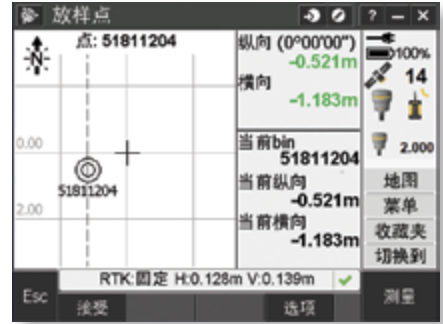 放样点
? – ×
点: 51811204
N
0.00
2.00
51811204
纵向 (0°00'00")
-0.521m
横向
-1.183m
当前bin
51811204
当前纵向
-0.521m
当前横向
-1.183m
100%
14
2.000
地图
菜单
收藏夹
切换到
RTK:固定 H:0.128m V:0.139m
Esc
接受
选项
测量